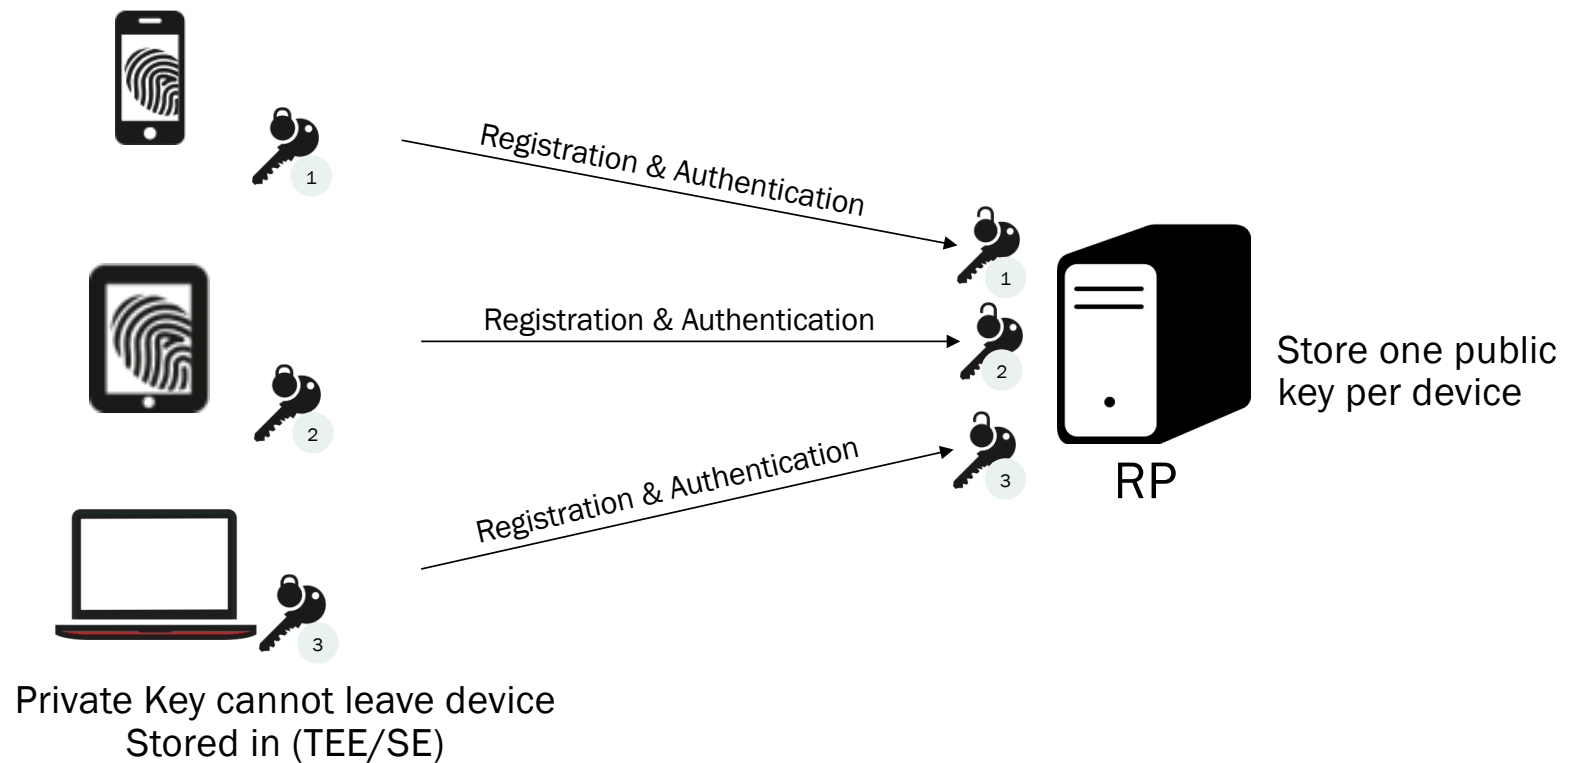 1
Registration & Authentication
1
Registration & Authentication
2
2
Store one public
key per device
Registration & Authentication
3
RP
3
Private Key cannot leave device
Stored in (TEE/SE)